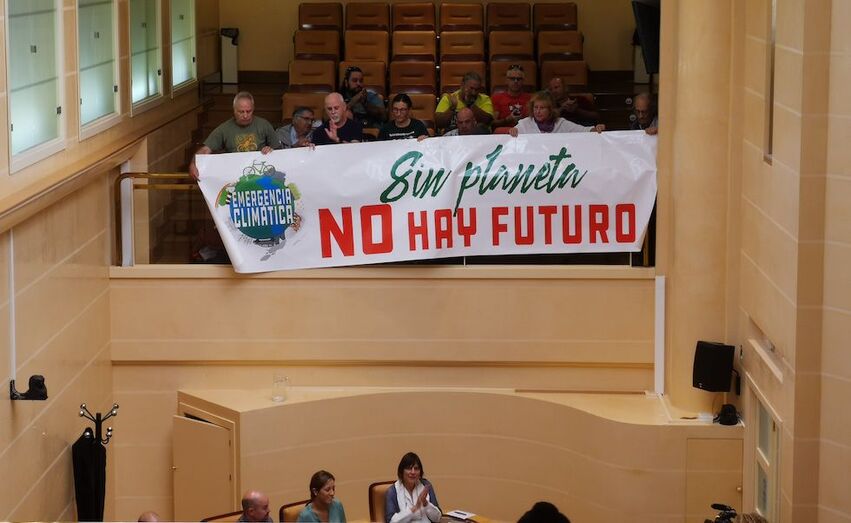 EMERGENCIA
CLIMÁTICA
Sin planeta
NO HAY FUTURO